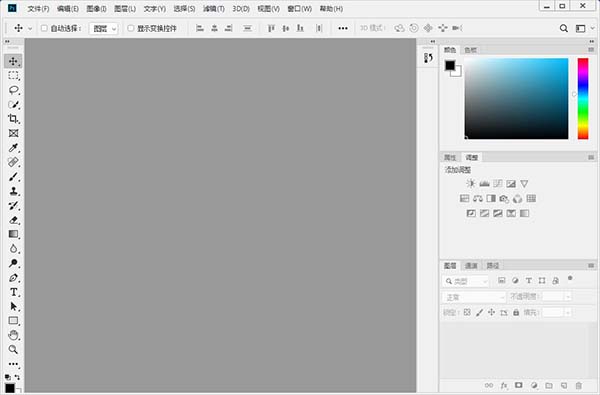 Ps 文件(F) 编辑(E) 图像(I) 图层(L) 文字(Y) 选择(S) 滤镜(T) 3D(D) 视图(V) 窗口(W) 帮助(H)
自动选择： 图层 显示变换控件 3D 模式：
颜色 色板
属性 调整
添加调整
图层 通道 路径
类型
正常 不透明度：
锁定： 填充：